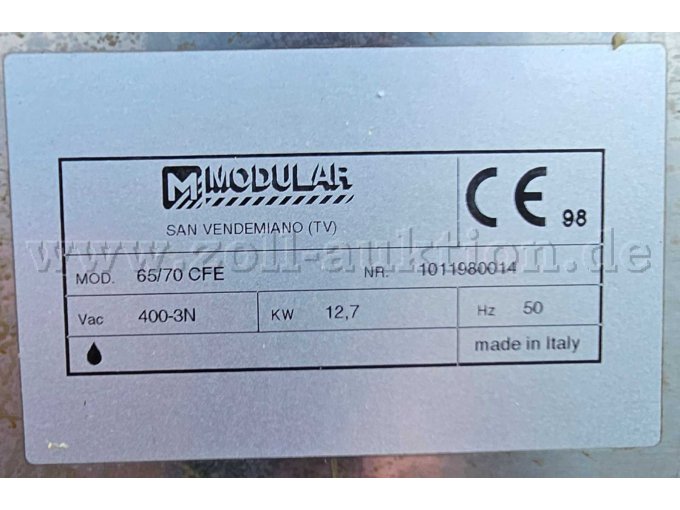 M MODULAR
SAN VENDEMIANO (TV)
CE 98
www.zoll-auktion.de
MOD. 65/70 CFE NR. 1011980014
Vac 400-3N KW 12,7 Hz 50
made in Italy